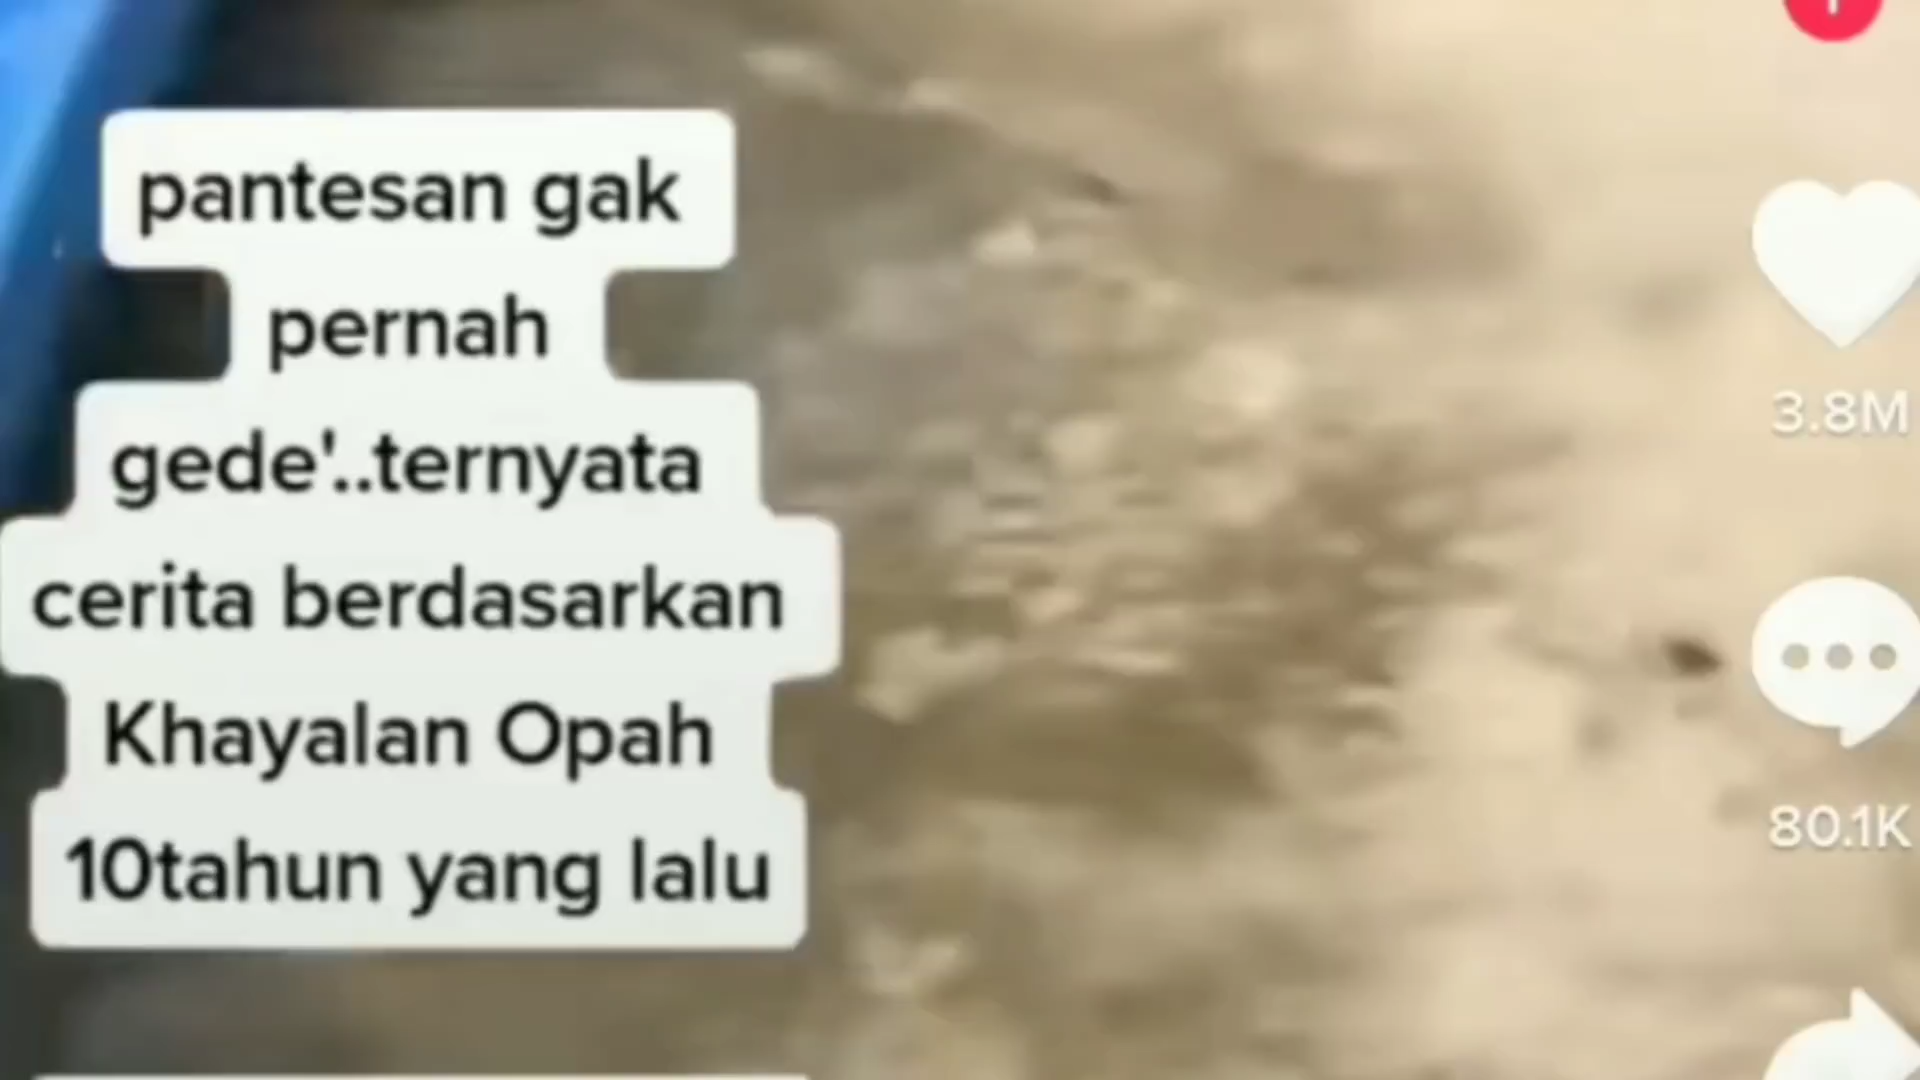 pantesan gak
pernah
gede'..ternyata
cerita berdasarkan
Khayalan Opah
10tahun yang lalu
3.8M
80.1K